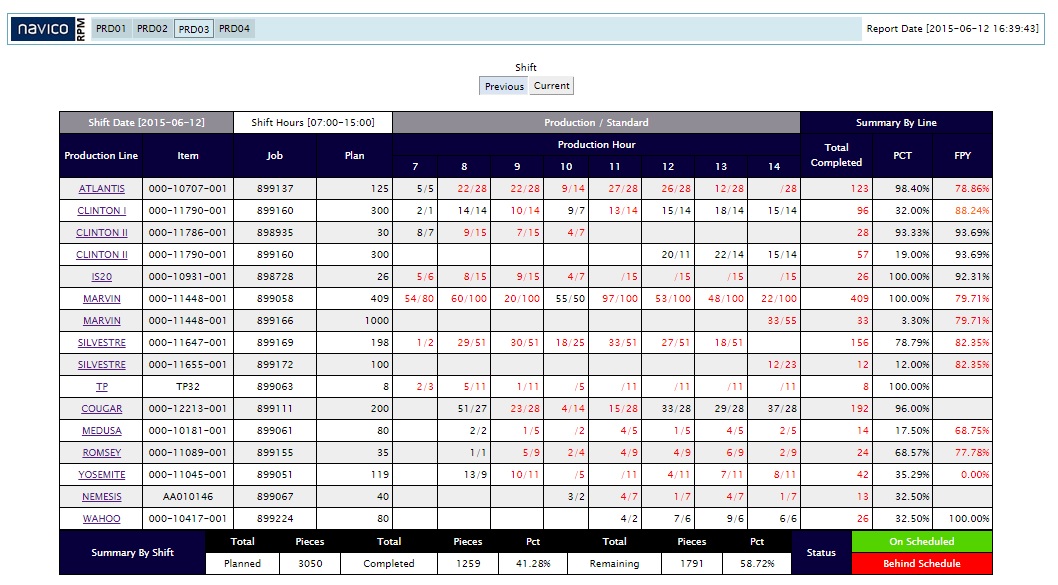 navico RPM PRD01 PRD02 PRD03 PRD04 Report Date [2015-06-12 16:39:43]
Shift
Previous Current
Shift Date [2015-06-12] Shift Hours [07:00-15:00] Production / Standard Summary By Line
Production Line Item Job Plan Production Hour Total Completed PCT FPY
7 8 9 10 11 12 13 14
ATLANTIS 000-10707-001 899137 125 5/5 22/28 22/28 9/14 27/28 26/28 12/28 /28 123 98.40% 78.86%
CLINTON I 000-11790-001 899160 300 2/1 14/14 10/14 9/7 13/14 15/14 18/14 15/14 96 32.00% 88.24%
CLINTON II 000-11786-001 898935 30 8/7 9/15 7/15 4/7 28 93.33% 93.69%
CLINTON II 000-11790-001 899160 300 20/11 22/14 15/14 57 19.00% 93.69%
IS20 000-10931-001 898728 26 5/6 8/15 9/15 4/7 /15 /15 /15 /15 26 100.00% 92.31%
MARVIN 000-11448-001 899058 409 54/80 60/100 20/100 55/50 97/100 53/100 48/100 22/100 409 100.00% 79.71%
MARVIN 000-11448-001 899166 1000 33/55 33 3.30% 79.71%
SILVESTRE 000-11647-001 899169 198 1/2 29/51 30/51 18/25 33/51 27/51 18/51 156 78.79% 82.35%
SILVESTRE 000-11655-001 899172 100 12/23 12 12.00% 82.35%
TP TP32 899063 8 2/3 5/11 1/11 /5 /11 /11 /11 /11 8 100.00%
COUGAR 000-12213-001 899111 200 51/27 23/28 4/14 15/28 33/28 29/28 37/28 192 96.00%
MEDUSA 000-10181-001 899061 80 2/2 1/5 /2 4/5 1/5 4/5 2/5 14 17.50% 68.75%
ROMSEY 000-11089-001 899155 35 1/1 5/9 2/4 4/9 4/9 6/9 2/9 24 68.57% 77.78%
YOSEMITE 000-11045-001 899051 119 13/9 10/11 /5 /11 4/11 7/11 8/11 42 35.29% 0.00%
NEMESIS AA010146 899067 40 3/2 4/7 1/7 4/7 1/7 13 32.50%
WAHOO 000-10417-001 899224 80 4/2 7/6 9/6 6/6 26 32.50% 100.00%
Summary By Shift Total Pieces Total Pieces Pct Total Pieces Pct Status On Scheduled
Planned 3050 Completed 1259 41.28% Remaining 1791 58.72% Behind Schedule